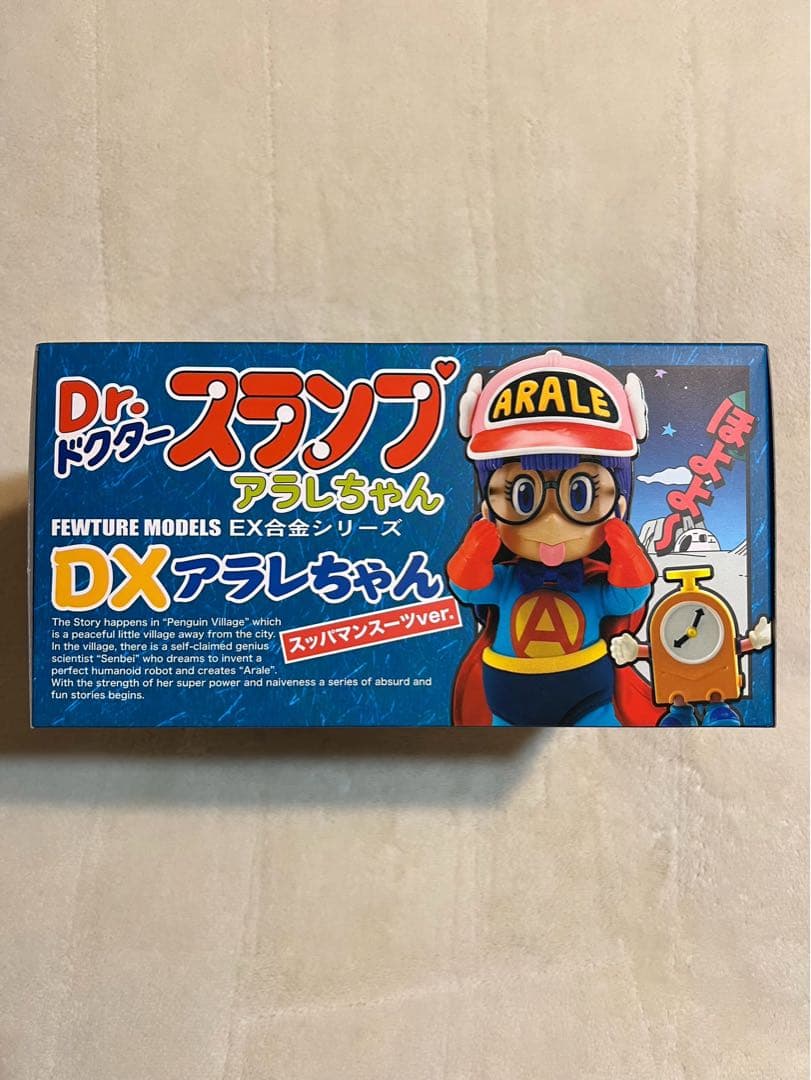 Dr.
ドクター
スランプ
アラレちゃん
FEWTURE MODELS EX合金シリーズ
DXアラレちゃん
スッパマンスーツver.
The Story happens in "Penguin Village" which
is a peaceful little village away from the city.
In the village, there is a self-claimed genius
scientist "Senbei" who dreams to invent a
perfect humanoid robot and creates "Arale".
With the strength of her super power and naiveness a series of absurd and
fun stories begins.
ARALE
A
ほよよよ